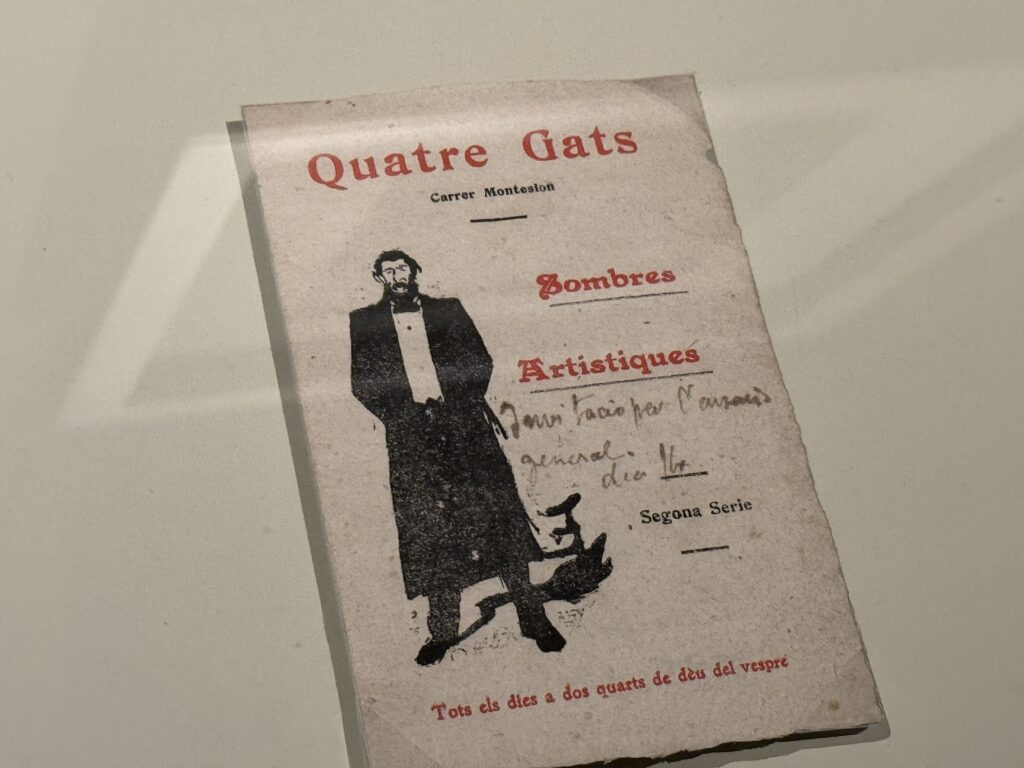 Quatre Gats
Carrer Montesion
Sombres
Artistiques
Invitació per l'ensaig
general.
dia 14
Segona Serie
Tots els dies a dos quarts de dèu del vespre